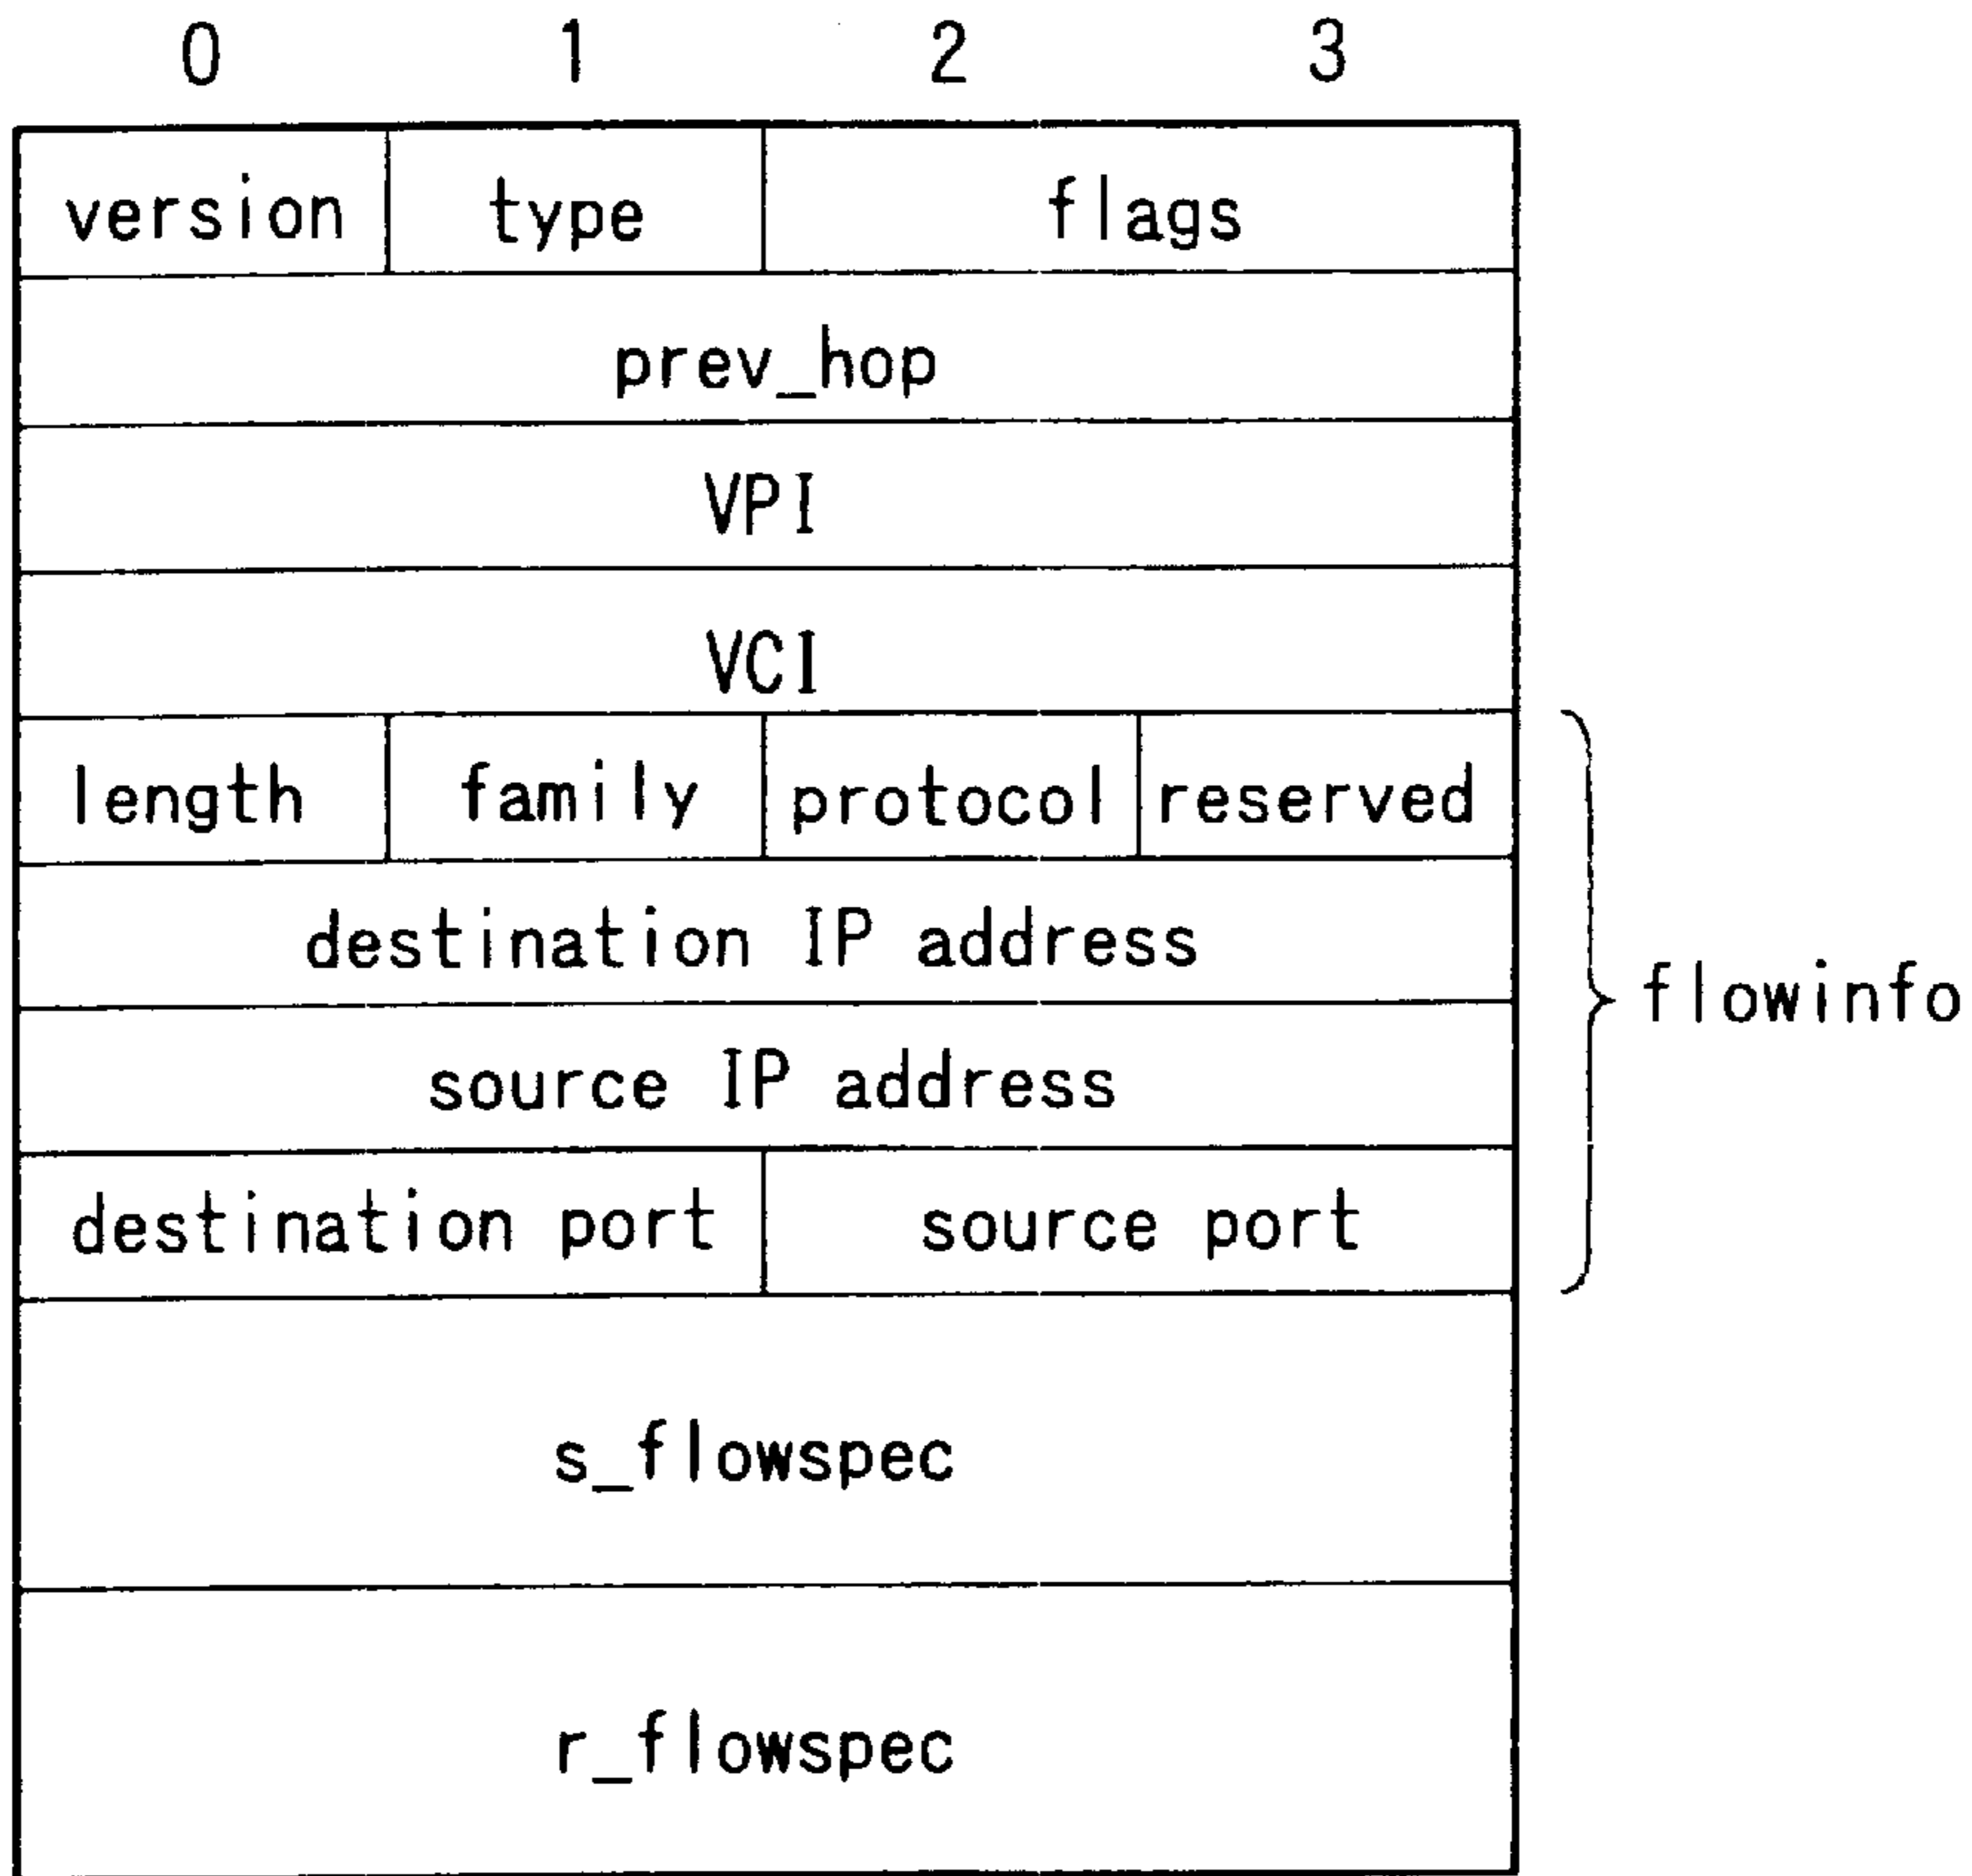 0 1 2 3
version type flags
prev_hop
VPI
VCI
length family protocol reserved
destination IP address
flowinfo
source IP address
destination port source port
s_flowspec
r_flowspec